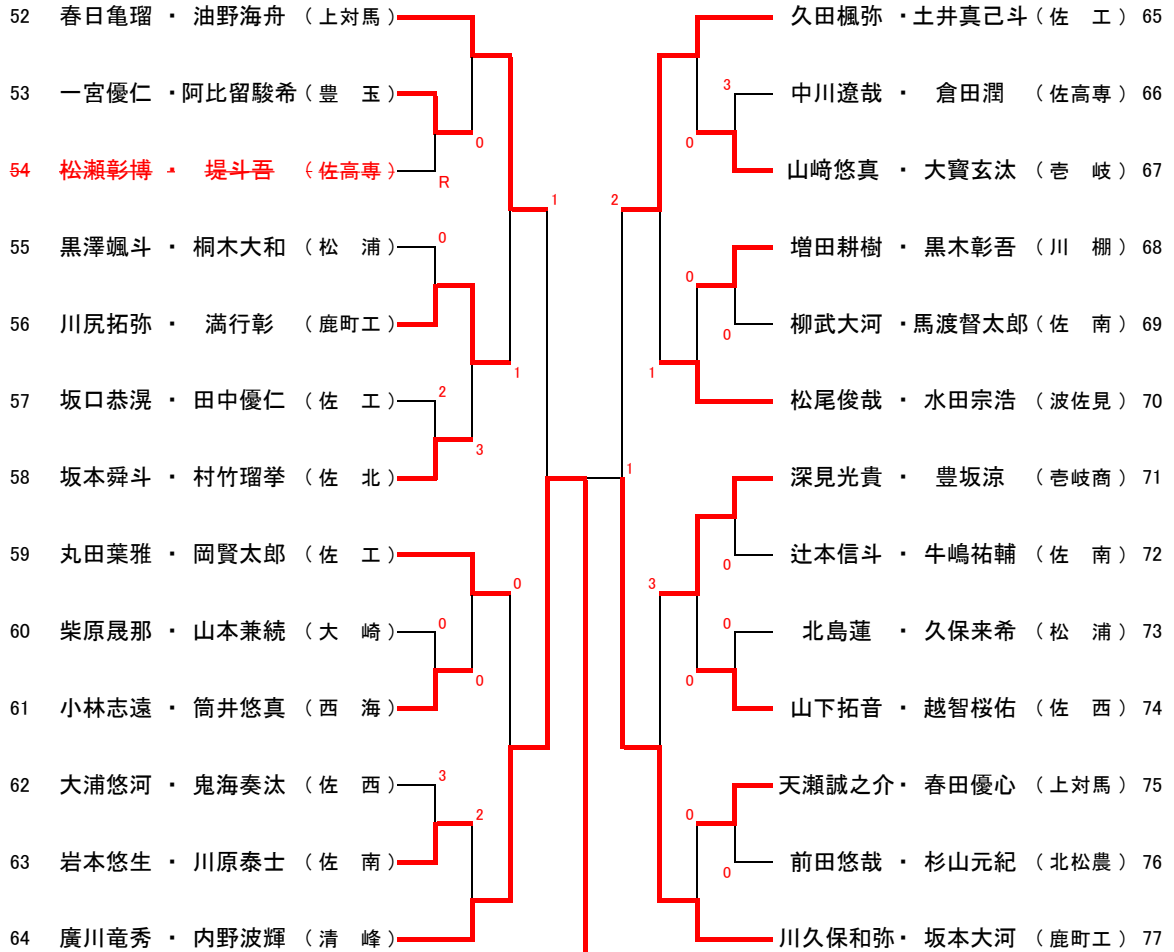 52 春日亀瑠 ・ 油野海舟 （上対馬）
53 一宮優仁 ・ 阿比留駿希 （豊 玉）
0
54 松瀬彰博 ・ 堤斗吾 （佐高専）
R
1
55 黒澤颯斗 ・ 桐木大和 （松 浦）
0
56 川尻拓弥 ・ 満行彰 （鹿町工）
1
57 坂口恭滉 ・ 田中優仁 （佐 工）
2
58 坂本舜斗 ・ 村竹瑠挙 （佐 北）
3
59 丸田葉雅 ・ 岡賢太郎 （佐 工）
0
60 柴原晟那 ・ 山本兼続 （大 崎）
0
61 小林志遠 ・ 筒井悠真 （西 海）
0
62 大浦悠河 ・ 鬼海奏汰 （佐 西）
3
2
63 岩本悠生 ・ 川原泰士 （佐 南）
64 廣川竜秀 ・ 内野波輝 （清 峰）
久田楓弥 ・ 土井真己斗 （佐 工） 65
3
中川遼哉 ・ 倉田潤 （佐高専） 66
0
山﨑悠真 ・ 大寶玄汰 （壱 岐） 67
2
増田耕樹 ・ 黒木彰吾 （川 棚） 68
0
柳武大河 ・ 馬渡督太郎 （佐 南） 69
0
1
松尾俊哉 ・ 水田宗浩 （波佐見） 70
1
深見光貴 ・ 豊坂涼 （壱岐商） 71
辻本信斗 ・ 牛嶋祐輔 （佐 南） 72
0
3
北島蓮 ・ 久保来希 （松 浦） 73
0
0
山下拓音 ・ 越智桜佑 （佐 西） 74
天瀬誠之介 ・ 春田優心 （上対馬） 75
0
前田悠哉 ・ 杉山元紀 （北松農） 76
0
川久保和弥 ・ 坂本大河 （鹿町工） 77